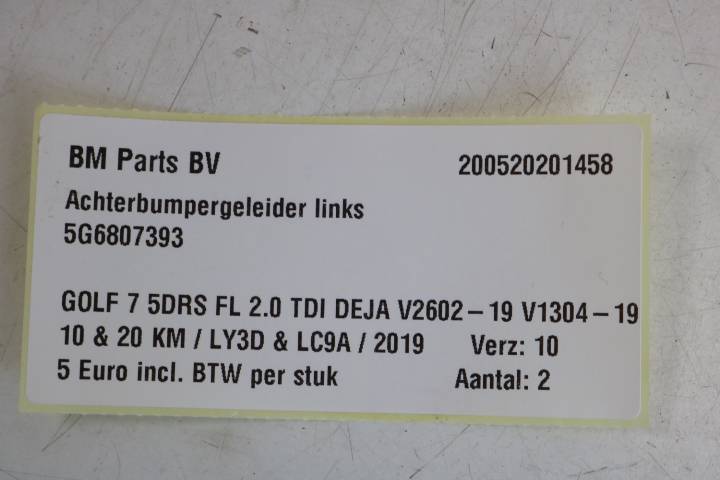 BM Parts BV 200520201458
Achterbumpergeleider links
5G6807393
GOLF 7 5DRS FL 2.0 TDI DEJA V2602-19 V1304-19
10 & 20 KM / LY3D & LC9A / 2019 Verz: 10
5 Euro incl. BTW per stuk Aantal: 2